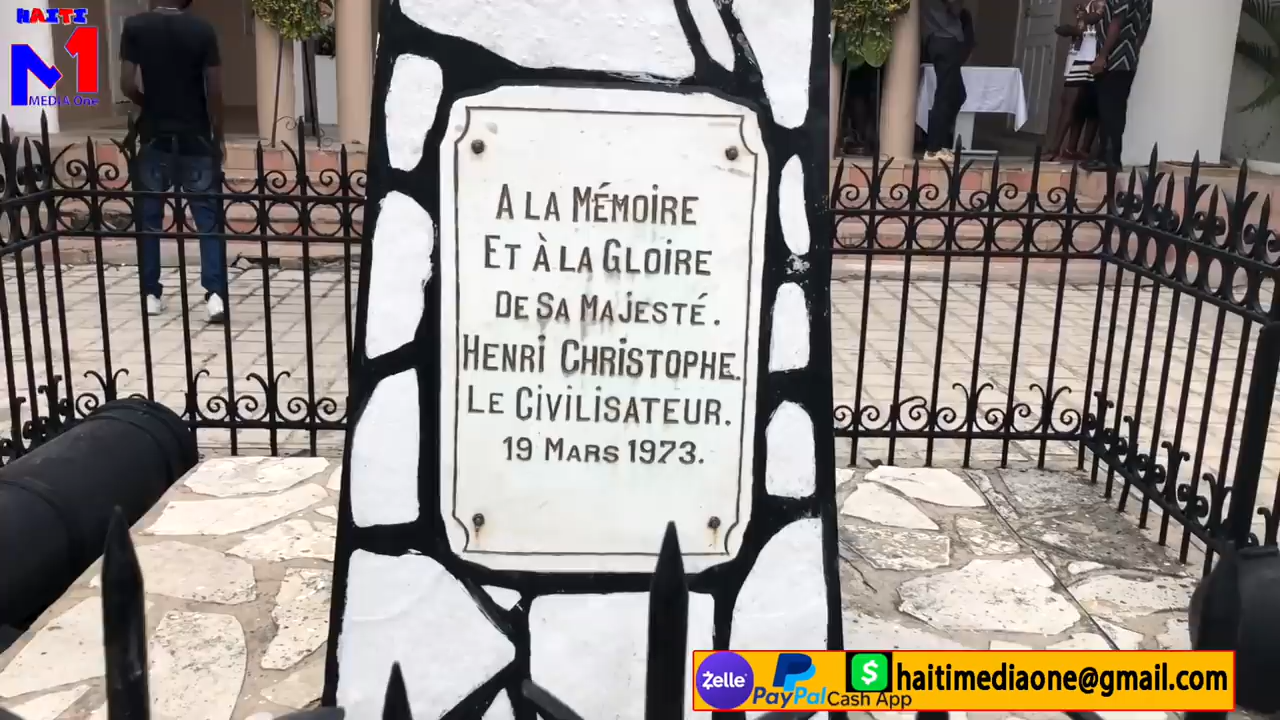 HAITI
M1
MEDIA One
A LA MÉMOIRE
ET À LA GLOIRE
DE SA MAJESTÉ.
HENRI CHRISTOPHE.
LE CIVILISATEUR.
19 MARS 1973.
Zelle PayPal $ Cash App haitimediaone@gmail.com